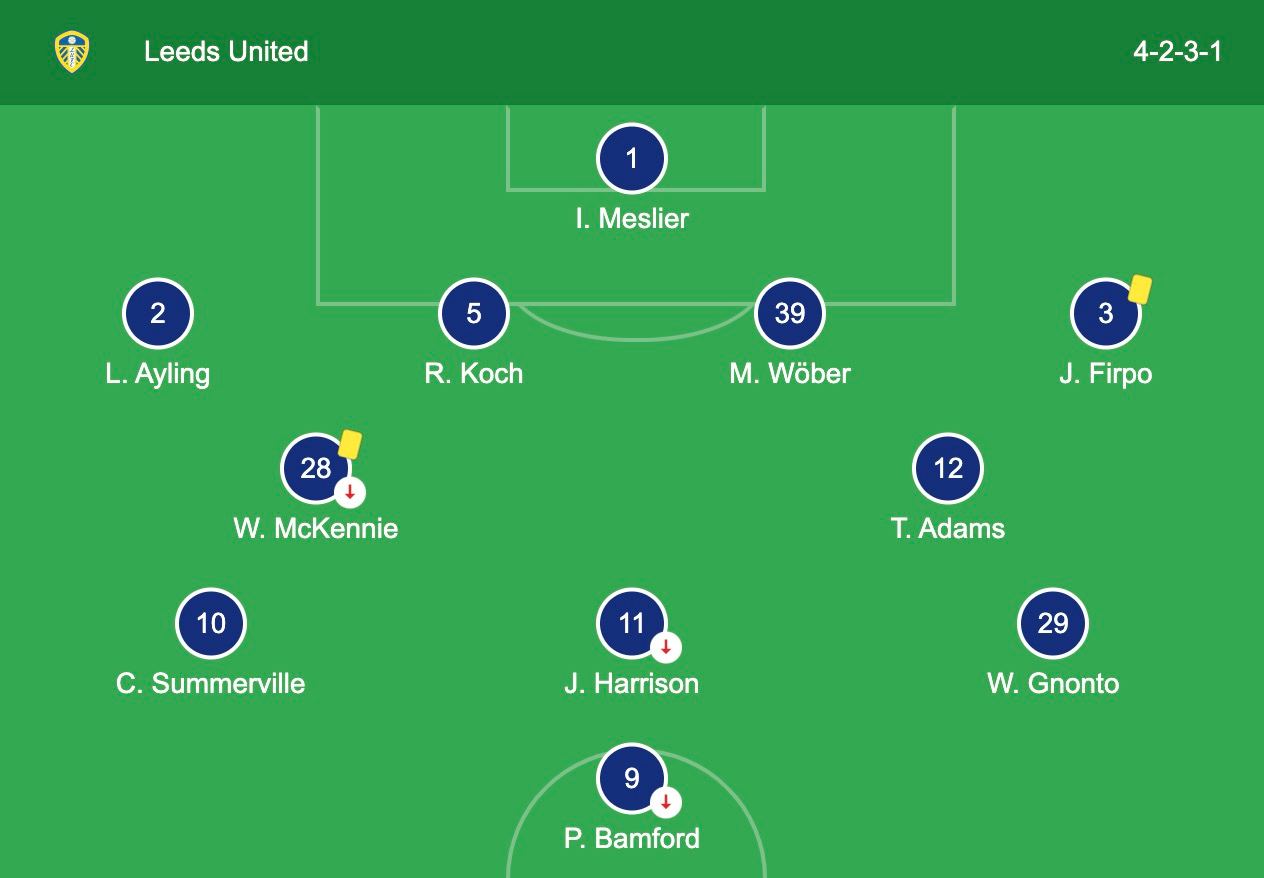 Leeds United
4-2-3-1
1
I. Meslier
2
5
39
3
L. Ayling
R. Koch
M. Wöber
J. Firpo
28
12
W. McKennie
T. Adams
10
11
29
C. Summerville
J. Harrison
W. Gnonto
9
P. Bamford